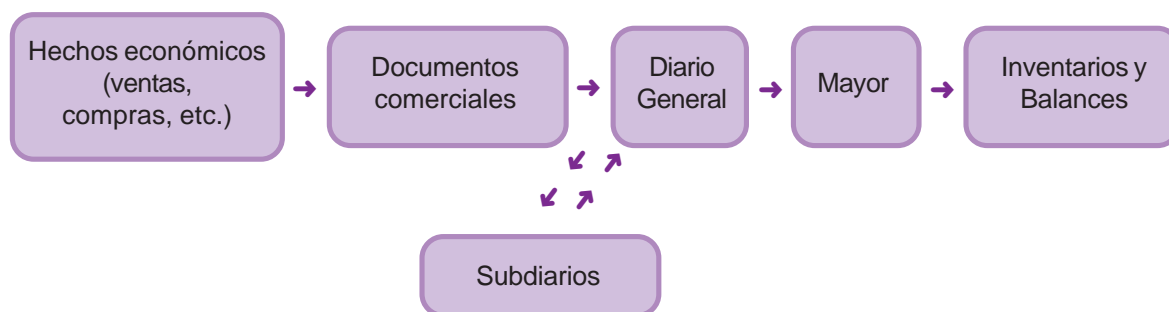 Hechos económicos
(ventas,
compras, etc.)
Documentos
comerciales
Diario
General
Mayor
Inventarios y
Balances
Subdiarios